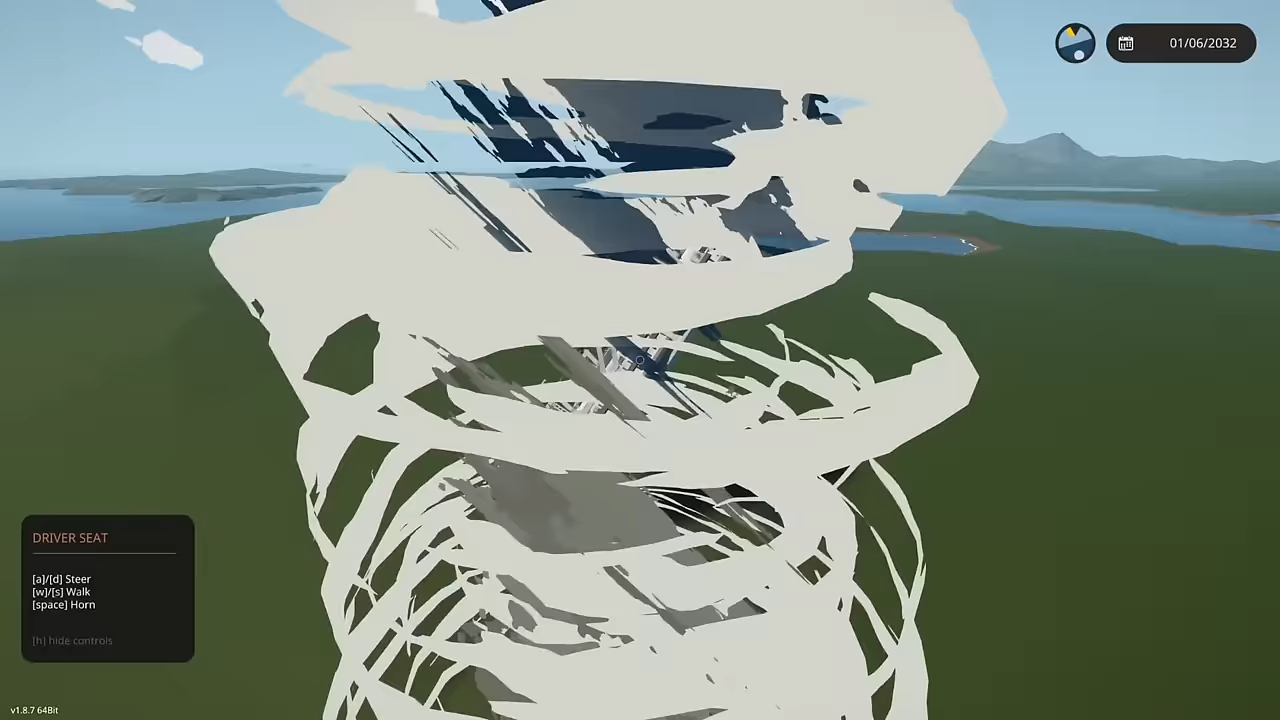 01/06/2032
DRIVER SEAT
[a]/[d] Steer
[w]/[s] Walk
[space] Horn
[h] hide controls
v1.8.7 64Bit